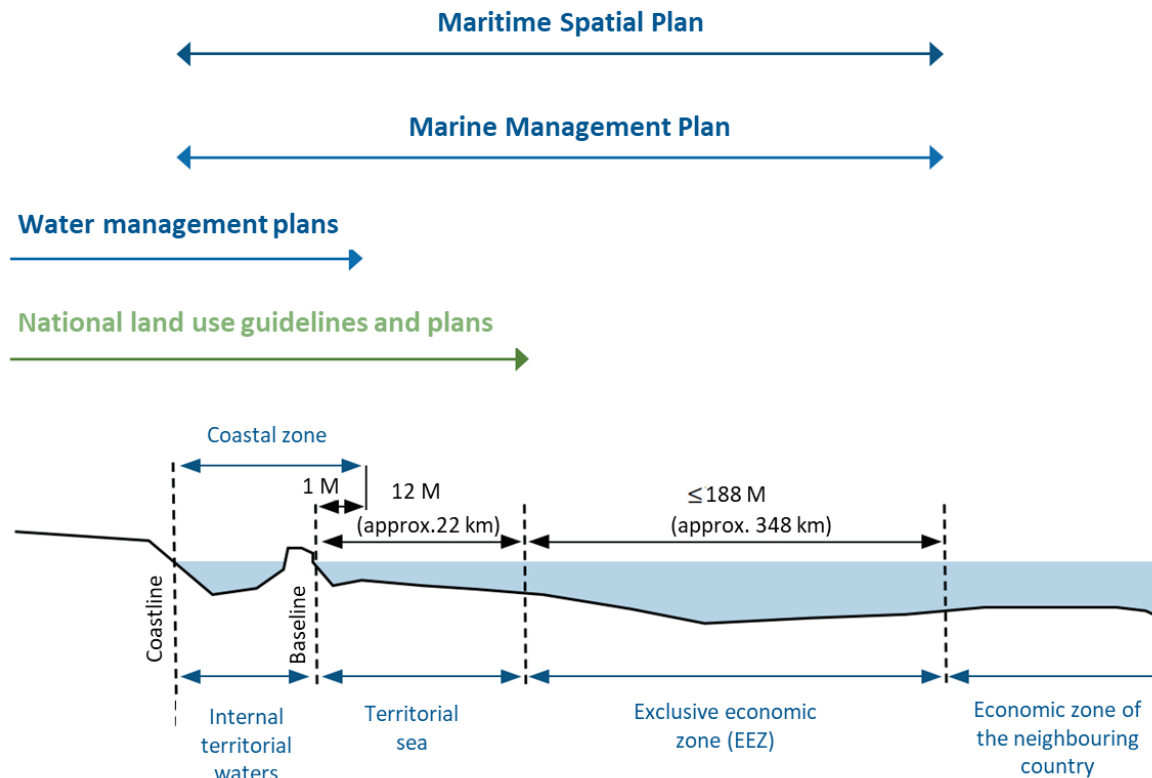 Maritime Spatial Plan
Marine Management Plan
Water management plans
National land use guidelines and plans
Coastal zone
1 M
12 M
(approx.22 km)
≤188 M
(approx. 348 km)
Coastline
Baseline
Internal
territorial
waters
Territorial
sea
Exclusive economic
zone (EEZ)
Economic zone of
the neighbouring
country